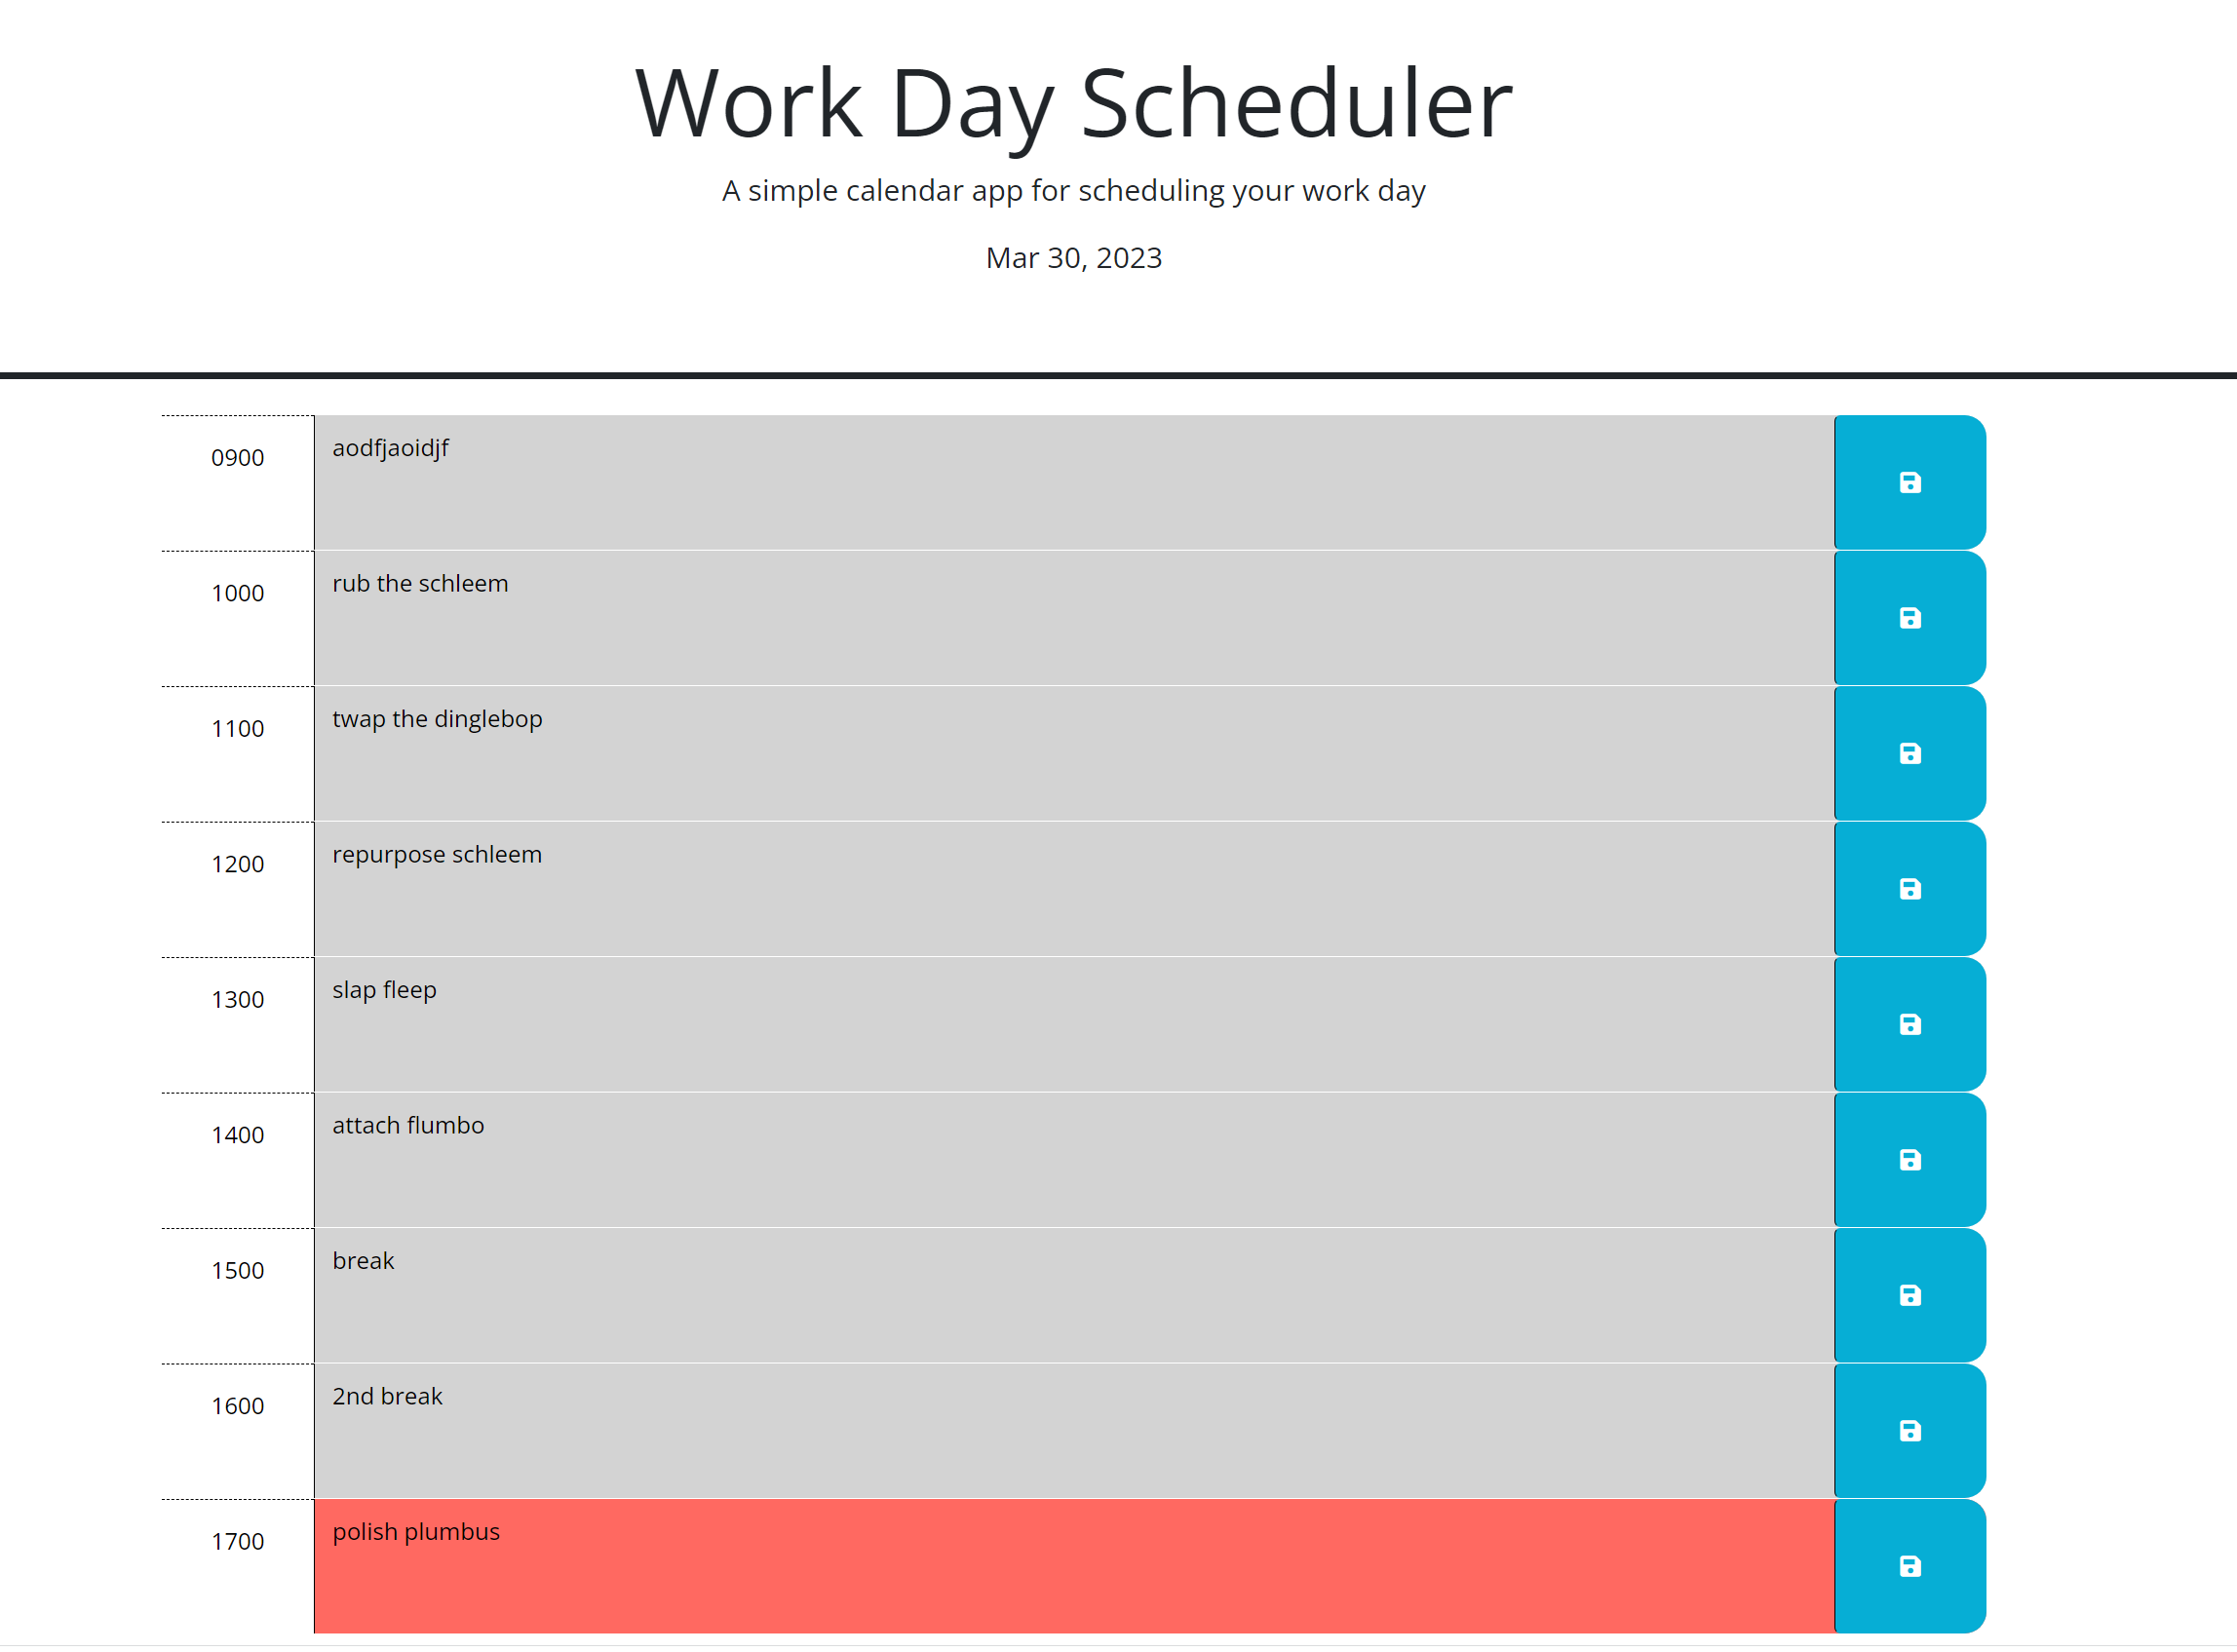 Work Day Scheduler
A simple calendar app for scheduling your work day
Mar 30, 2023
0900 aodfjaoidjf
1000 rub the schleem
1100 twap the dinglebop
1200 repurpose schleem
1300 slap fleep
1400 attach flumbo
1500 break
1600 2nd break
1700 polish plumbus